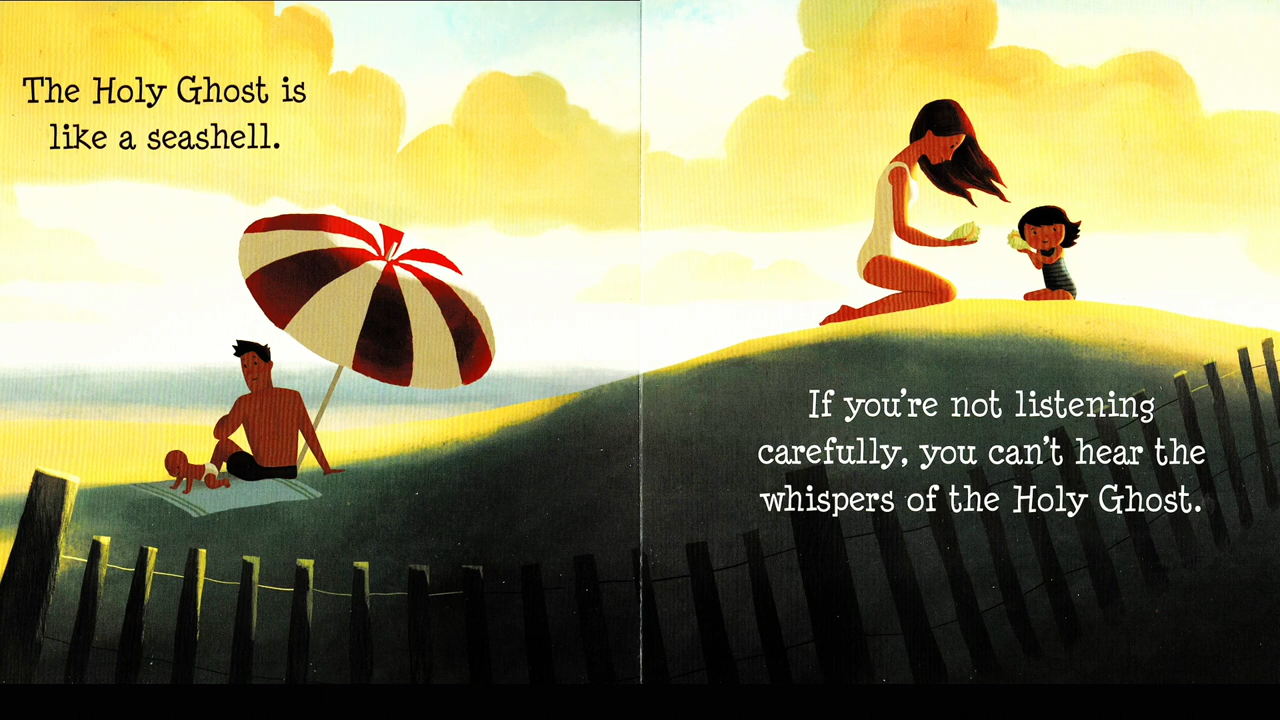 The Holy Ghost is
like a seashell.
If you're not listening
carefully, you can't hear the
whispers of the Holy Ghost.